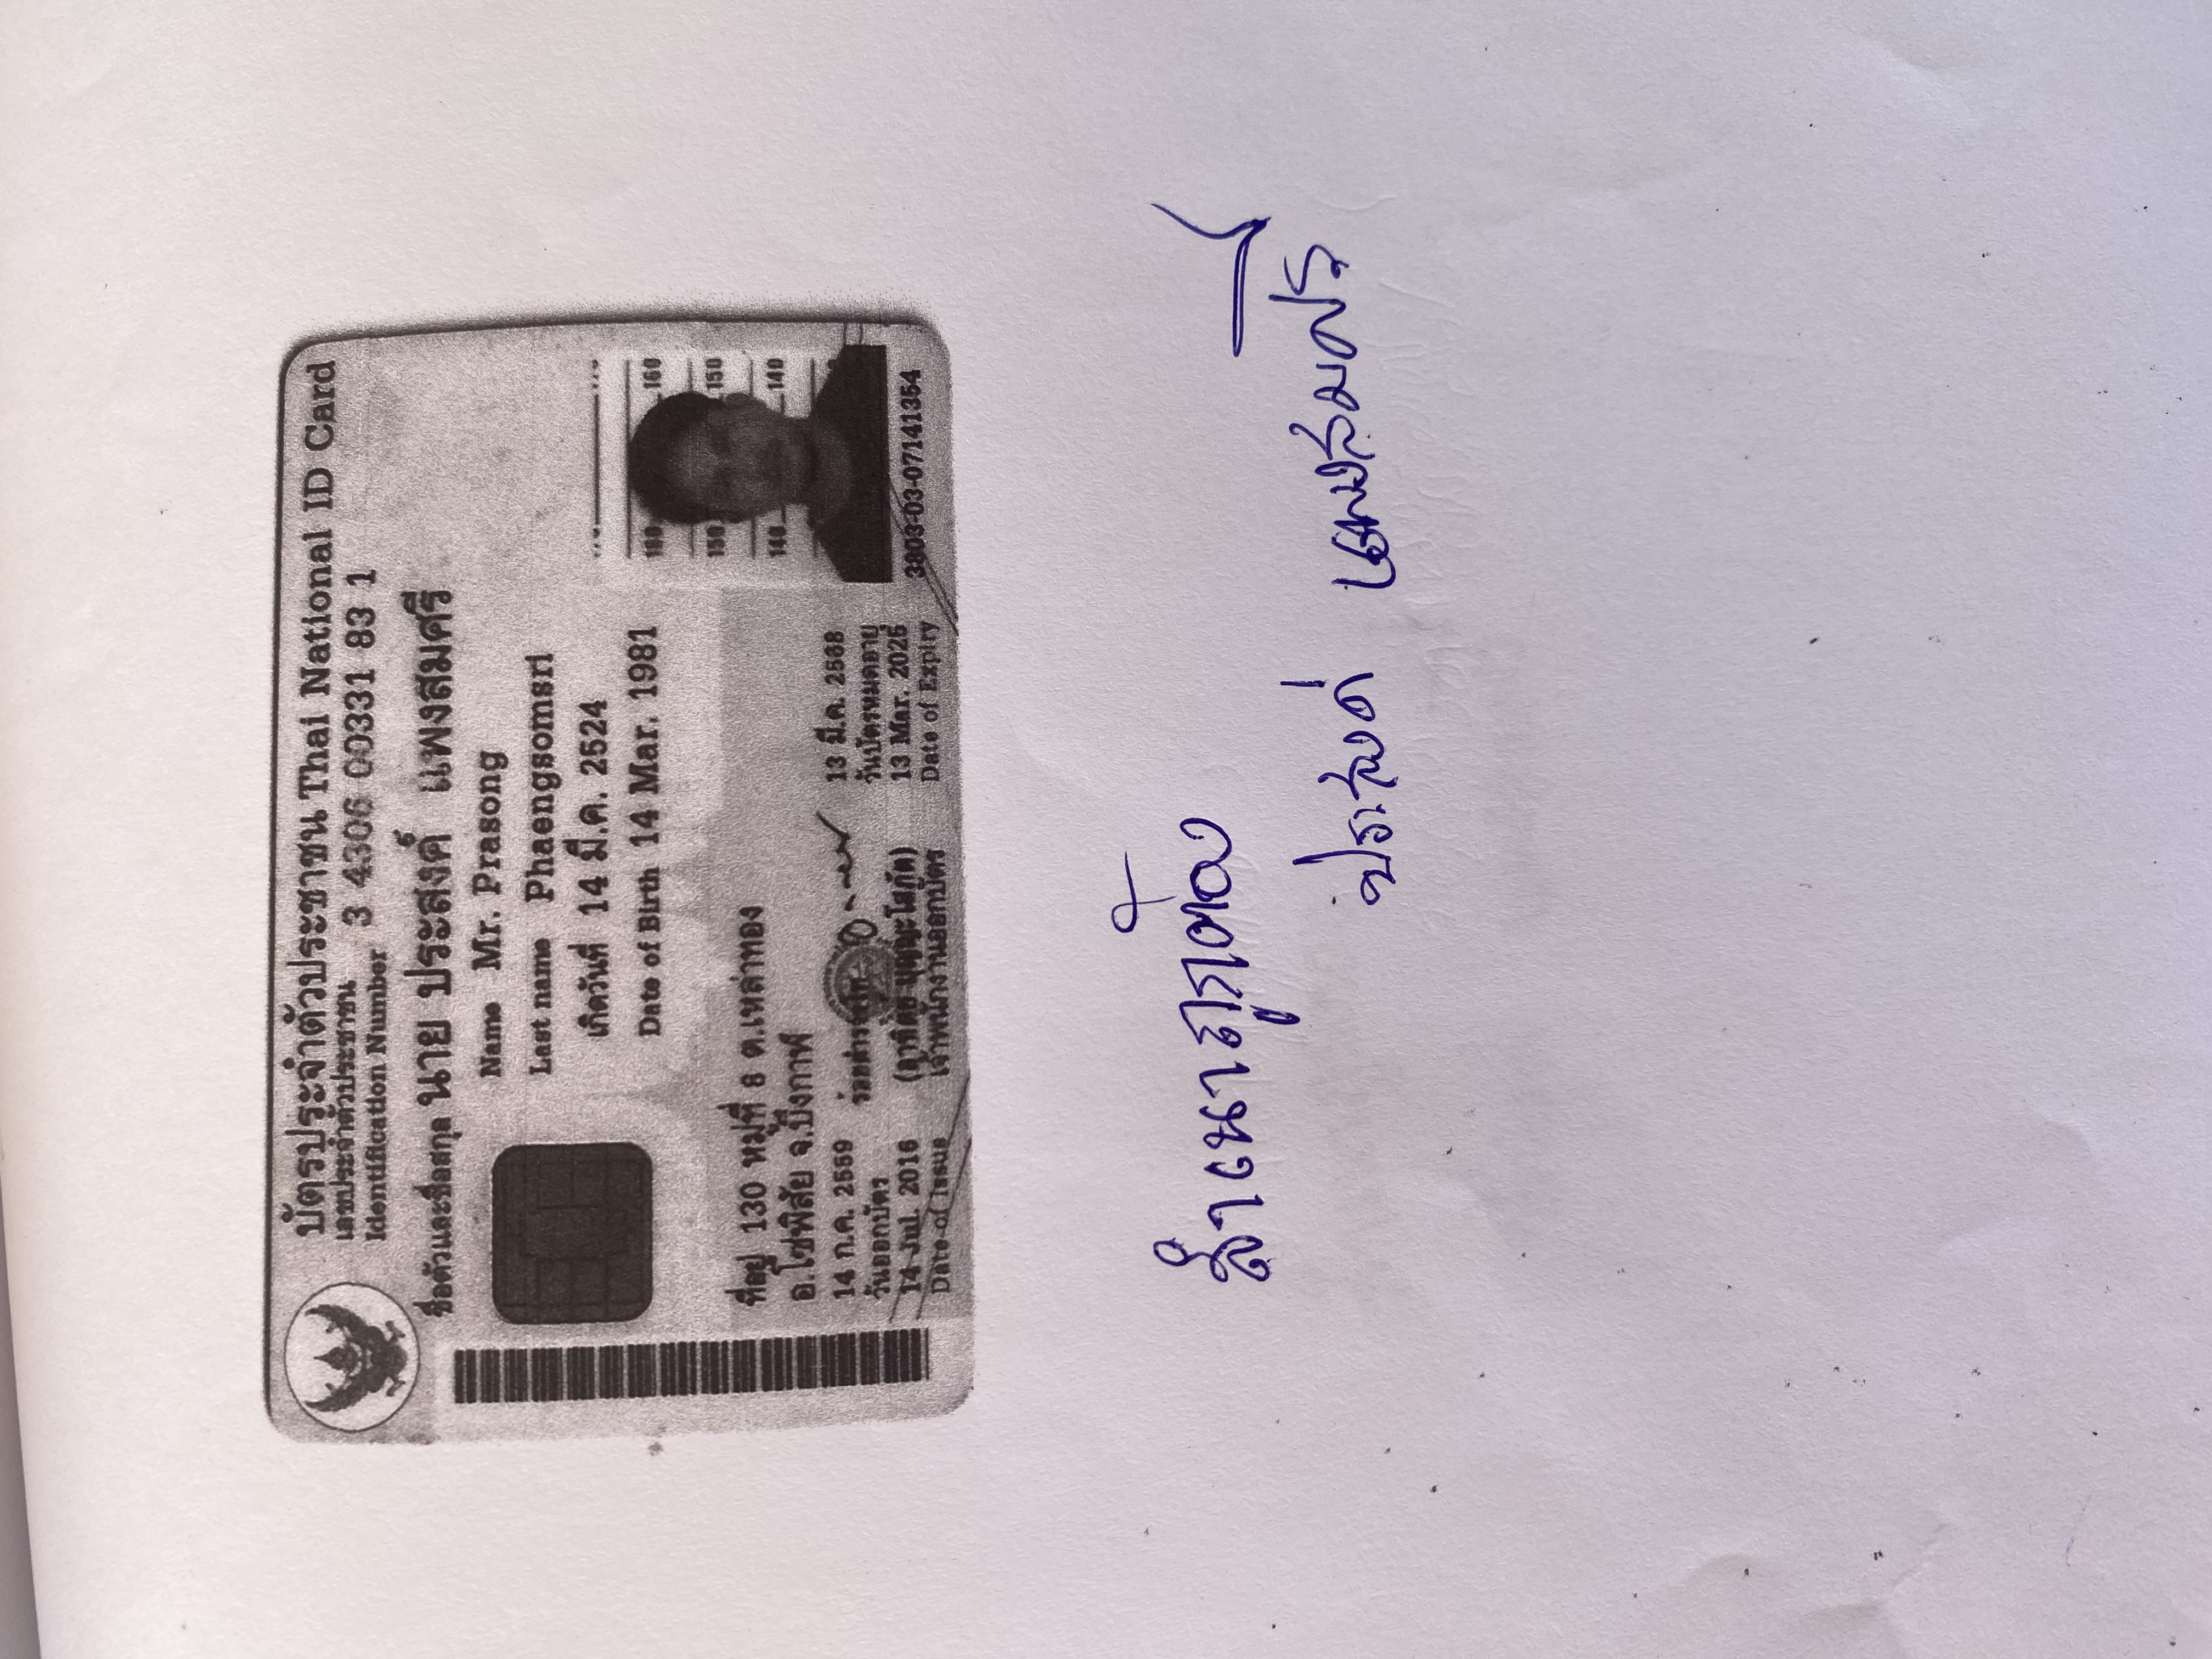 บัตรประจำตัวประชาชน Thai National ID Card
เลขประจำตัวประชาชน 3 4306 00331 83 1
Identification Number
ชื่อตัวและชื่อสกุล นาย ประสงค์ แพงสมศรี
Name Mr. Prasong
Last name Phaengsomsri
เกิดวันที่ 14 มี.ค. 2524
Date of Birth 14 Mar. 1981
160 160
150 150
140 140
ที่อยู่ 130 หมู่ที่ 8 ต.เหล่าทอง
อ.โซ่พิสัย จ.บึงกาฬ
14 ก.ค. 2559
วันออกบัตร
14 Jul. 2016
Date of Issue
เจ้าพนักงานออกบัตร
13 มี.ค. 2568
วันบัตรหมดอายุ
13 Mar. 2025
Date of Expiry
3803-03-07141354
สำเนาถูกต้อง
ประสงค์ แพงสมศรี